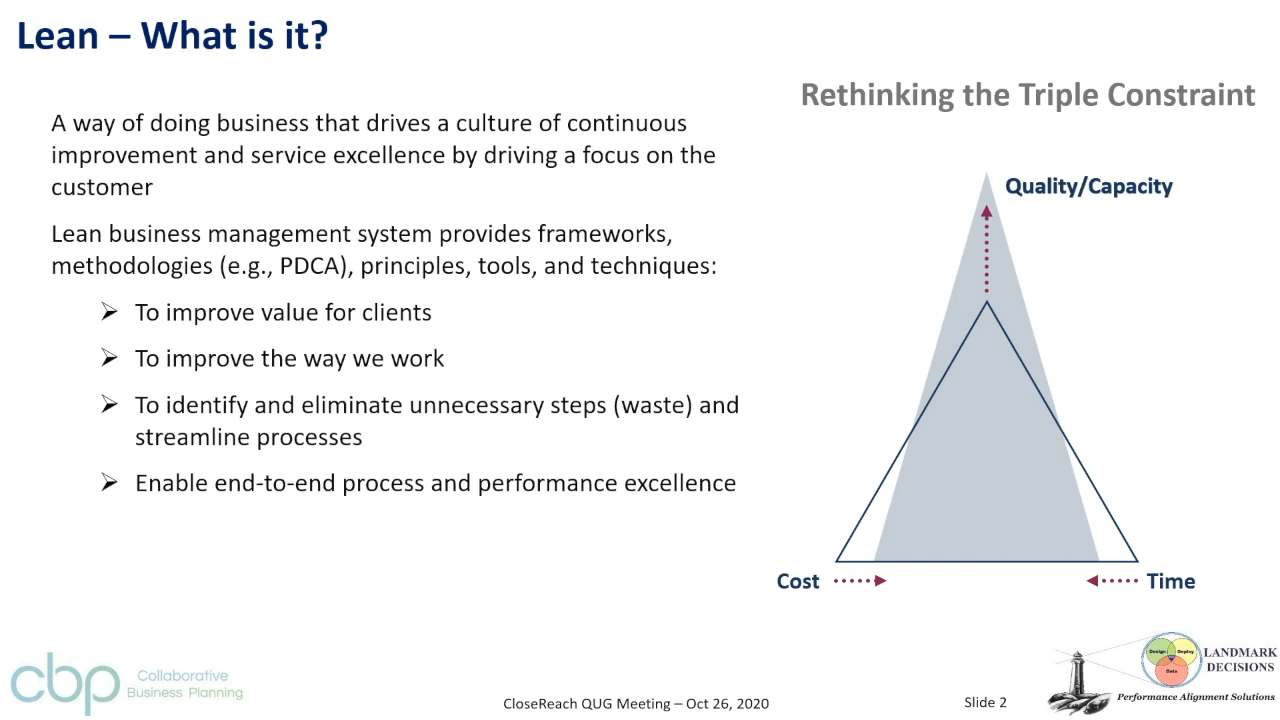 Lean – What is it?
Rethinking the Triple Constraint
A way of doing business that drives a culture of continuous
improvement and service excellence by driving a focus on the
customer
Lean business management system provides frameworks,
methodologies (e.g., PDCA), principles, tools, and techniques:
➢ To improve value for clients
➢ To improve the way we work
➢ To identify and eliminate unnecessary steps (waste) and
streamline processes
➢ Enable end-to-end process and performance excellence
Quality/Capacity
Cost
Time
cbp Collaborative
Business Planning
CloseReach QUG Meeting – Oct 26, 2020
Slide 2
Design
Deploy
Data
LANDMARK
DECISIONS
Performance Alignment Solutions